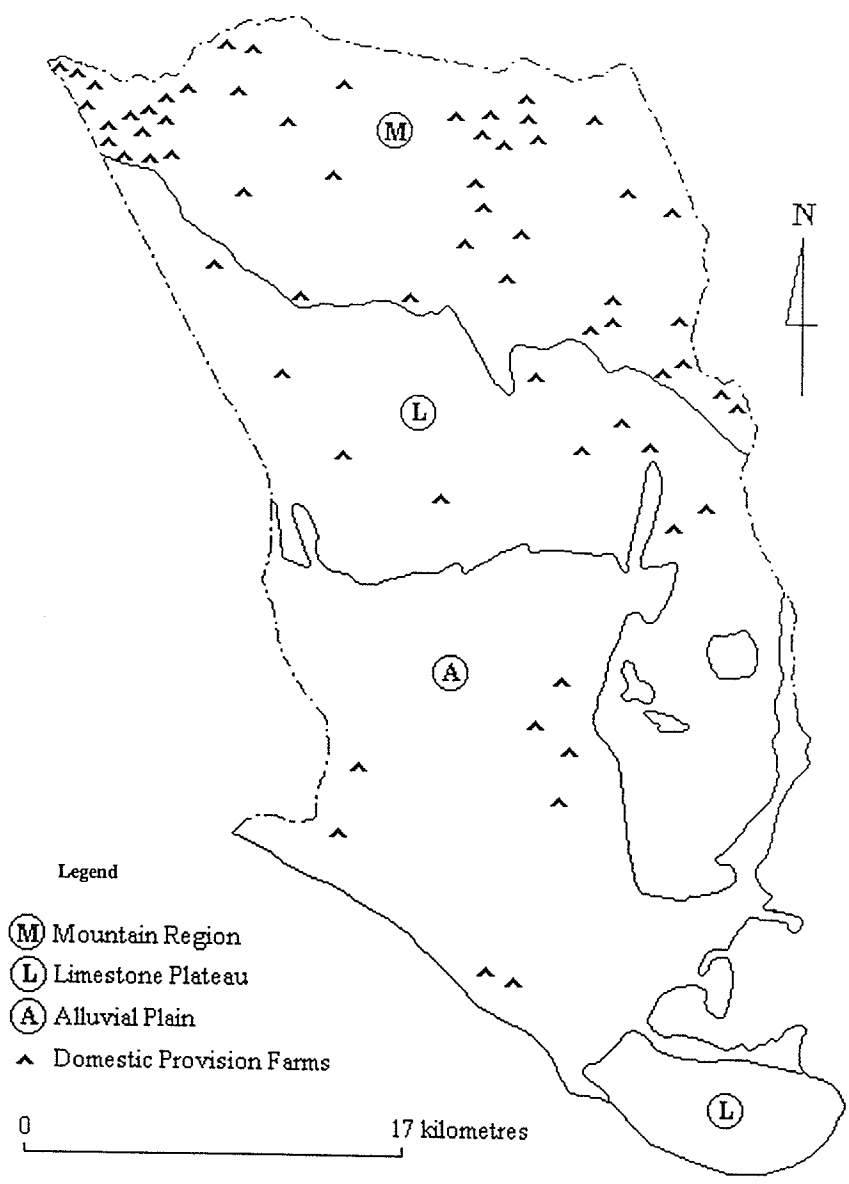 M
N
L
A
Legend
M Mountain Region
L Limestone Plateau
A Alluvial Plain
Domestic Provision Farms
L
0 17 kilometres